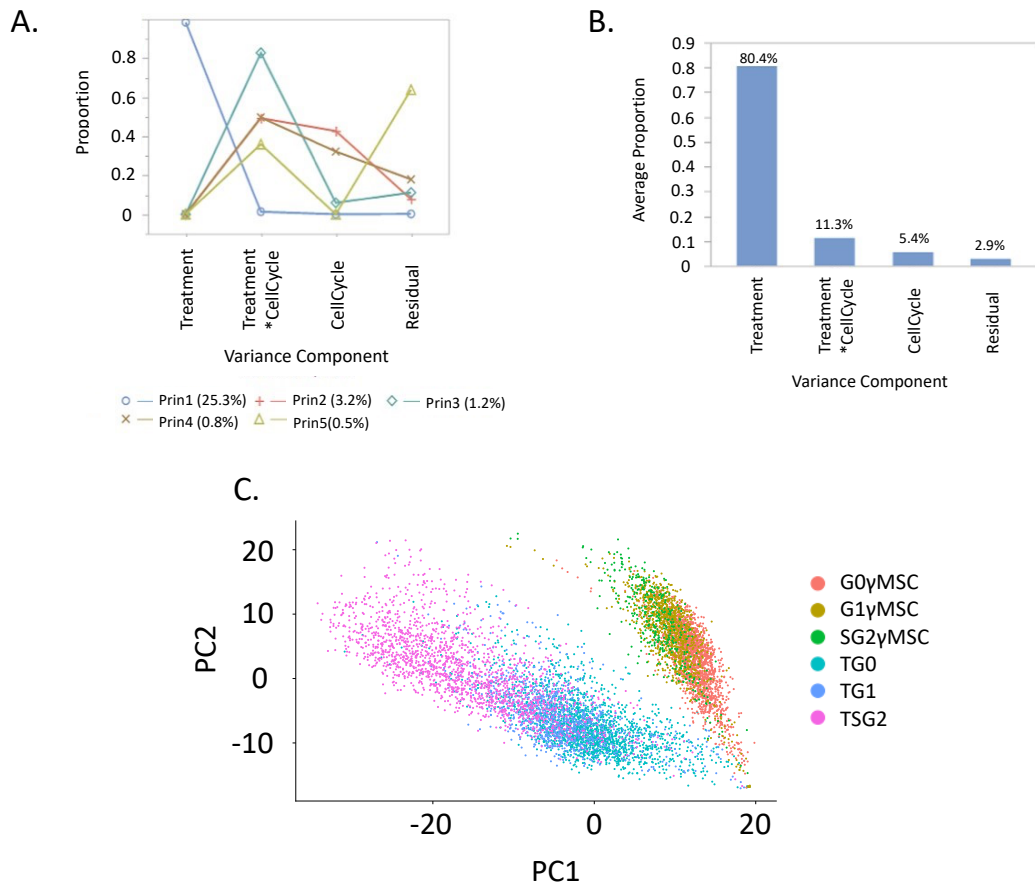 A.
Proportion
0.8
0.6
0.4
0.2
0
Treatment
Treatment
*CellCycle
CellCycle
Residual
Variance Component
Prin1 (25.3%) Prin2 (3.2%) Prin3 (1.2%)
Prin4 (0.8%) Prin5(0.5%)
B.
Average Proportion
0.9
0.8
0.7
0.6
0.5
0.4
0.3
0.2
0.1
0
80.4%
11.3%
5.4%
2.9%
Treatment
Treatment
*CellCycle
CellCycle
Residual
Variance Component
C.
PC2
20
10
0
-10
-20 0 20
PC1
G0γMSC
G1γMSC
SG2γMSC
TG0
TG1
TSG2